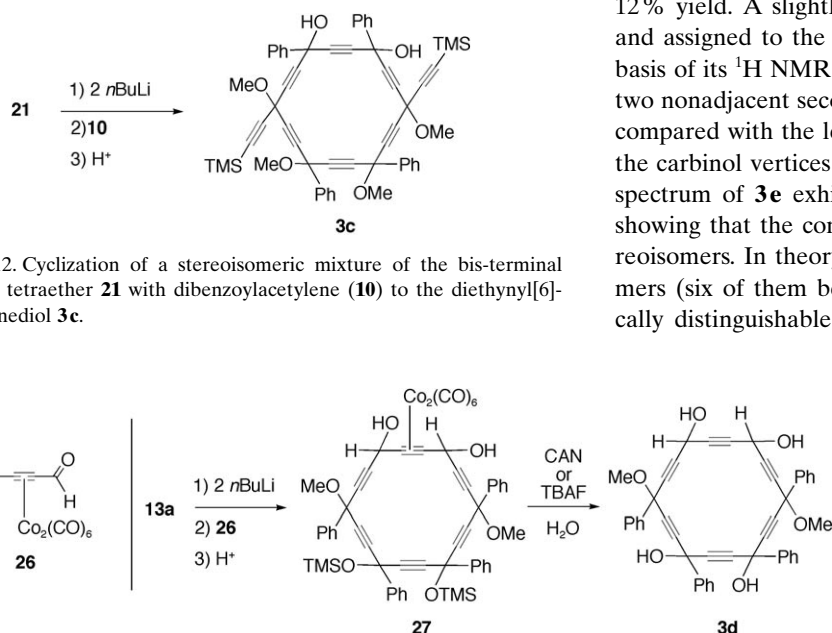 HO Ph
TMS
Ph OH
MeO
21
1) 2 nBuLi
2)10
3) H+
OMe
TMS MeO Ph
Ph OMe
3c
2. Cyclization of a stereoisomeric mixture of the bis-terminal
tetraether 21 with dibenzoylacetylene (10) to the diethynyl[6]-
nediol 3c.
12 % yield. A slightl
and assigned to the
basis of its 1H NMR
two nonadjacent seco
compared with the lo
the carbinol vertices
spectrum of 3e exhi
showing that the con
reoisomers. In theory
mers (six of them be
cally distinguishable
O
H
Co2(CO)6
26
13a
1) 2 nBuLi
2) 26
3) H+
Co2(CO)6
HO H
H OH
MeO Ph
Ph OMe
TMSO Ph
Ph OTMS
27
CAN
or
TBAF
H2O
HO H
H OH
MeO Ph
Ph OMe
HO Ph
Ph OH
3d